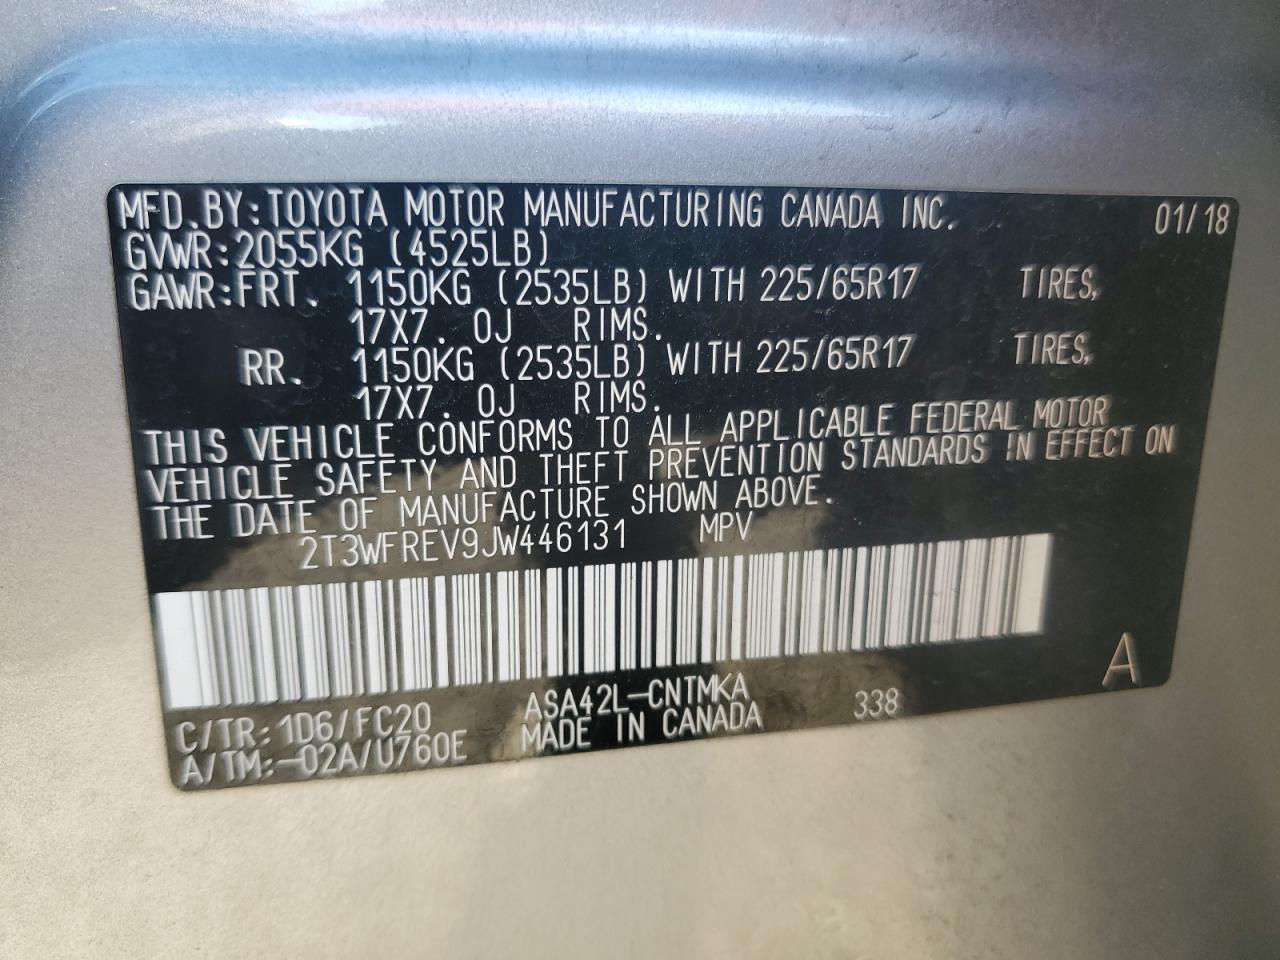 MFD.BY:TOYOTA MOTOR MANUFACTURING CANADA INC. 01/18
GVWR:2055KG (4525LB)
GAWR:FRT. 1150KG (2535LB) WITH 225/65R17 TIRES,
17X7.0J RIMS.
RR. 1150KG (2535LB) WITH 225/65R17 TIRES,
17X7.0J RIMS.
THIS VEHICLE CONFORMS TO ALL APPLICABLE FEDERAL MOTOR
VEHICLE SAFETY AND THEFT PREVENTION STANDARDS IN EFFECT ON
THE DATE OF MANUFACTURE SHOWN ABOVE.
2T3WFREV9JW446131 MPV
A
C/TR:1D6/FC20 ASA42L-CNTMKA 338
A/TM:-02A/U760E MADE IN CANADA